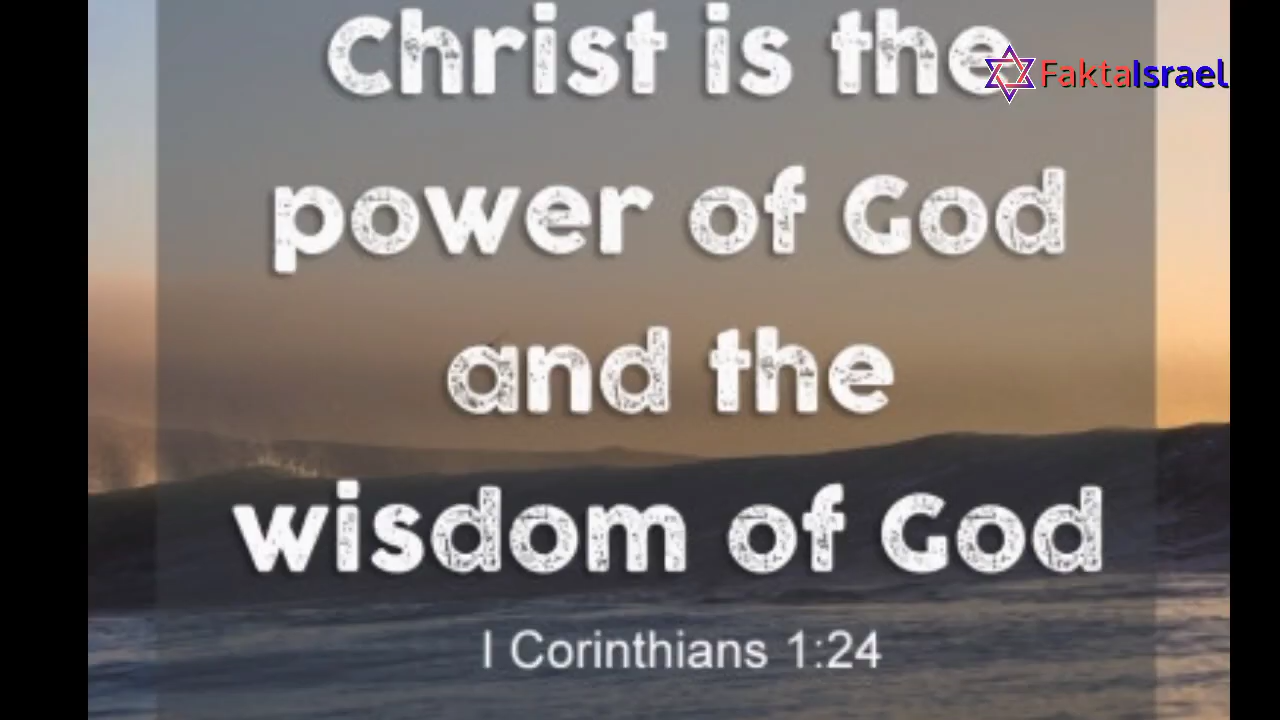 Christ is the
FaktaIsrael
power of God
and the
wisdom of God
I Corinthians 1:24